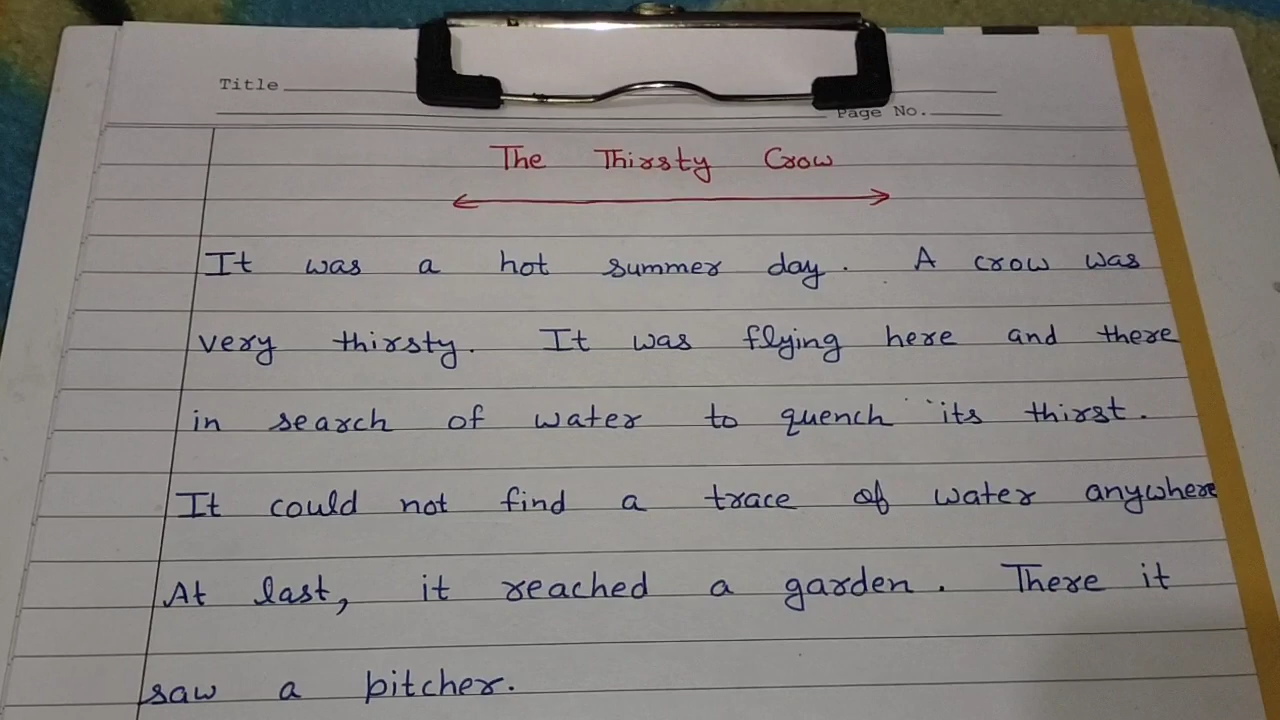 Title
Page No.
The Thirsty Crow
It was a hot summer day. A crow was
very thirsty. It was flying here and there
in search of water to quench its thirst.
It could not find a trace of water anywhere
At last, it reached a garden. There it
saw a pitcher.